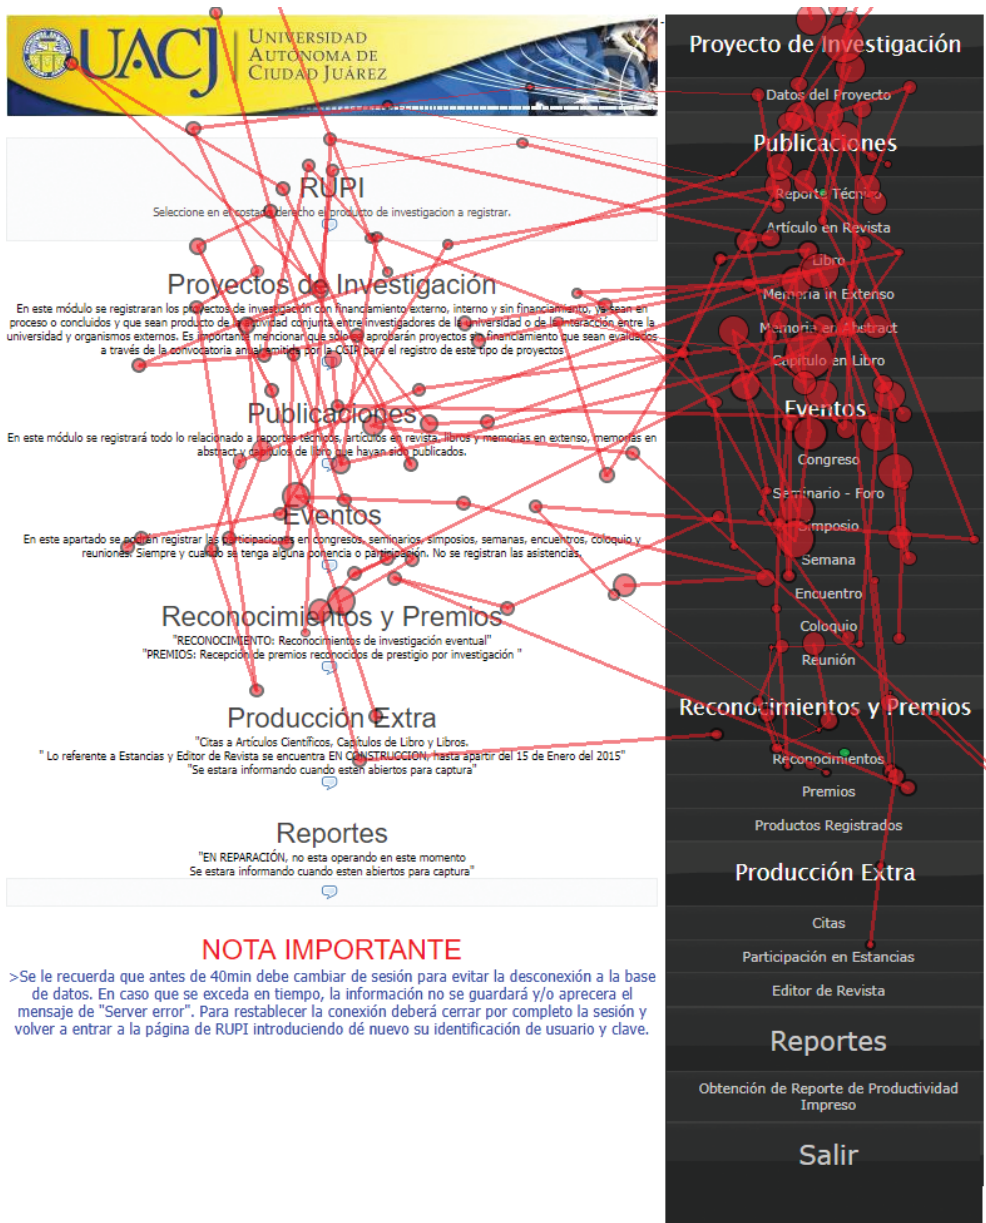 UACJ
UNIVERSIDAD
AUTÓNOMA DE
CIUDAD JUÁREZ
RUPI
Seleccione en el costado derecho el producto de investigacion a registrar.
Proyectos de Investigación
En este módulo se registraran los proyectos de investigación con financiamiento externo, interno y sin financiamiento, ya sean en
proceso o concluidos y que sean producto de la actividad conjunta entre investigadores de la universidad o de la interacción entre la
universidad y organismos externos. Es importante mencionar que sólo se aprobarán proyectos sin financiamiento que sean evaluados
a través de la convocatoria anual emitida por la CGIP para el registro de este tipo de proyectos
Publicaciones
En este módulo se registrará todo lo relacionado a reportes técnicos, artículos en revista, libros y memorias en extenso, memorias en
abstract y capítulos de libro que hayan sido publicados.
Eventos
En este apartado se podrán registrar las participaciones en congresos, seminarios, simposios, semanas, encuentros, coloquio y
reuniones. Siempre y cuando se tenga alguna ponencia o participación. No se registran las asistencias.
Reconocimientos y Premios
"RECONOCIMIENTO: Reconocimientos de investigación eventual"
"PREMIOS: Recepción de premios reconocidos de prestigio por investigación "
Producción Extra
"Citas a Artículos Científicos, Capítulos de Libro y Libros.
" Lo referente a Estancias y Editor de Revista se encuentra EN CONSTRUCCION, hasta apartir del 15 de Enero del 2015"
"Se estara informando cuando esten abiertos para captura"
Reportes
"EN REPARACIÓN, no esta operando en este momento
Se estara informando cuando esten abiertos para captura"
NOTA IMPORTANTE
>Se le recuerda que antes de 40min debe cambiar de sesión para evitar la desconexión a la base
de datos. En caso que se exceda en tiempo, la información no se guardará y/o aprecera el
mensaje de "Server error". Para restablecer la conexión deberá cerrar por completo la sesión y
volver a entrar a la página de RUPI introduciendo dé nuevo su identificación de usuario y clave.
Proyecto de Investigación
Datos del Proyecto
Publicaciones
Reporte Técnico
Artículo en Revista
Libro
Memoria in Extenso
Memoria en Abstract
Capítulo en Libro
Eventos
Congreso
Seminario - Foro
Simposio
Semana
Encuentro
Coloquio
Reunión
Reconocimientos y Premios
Reconocimientos
Premios
Productos Registrados
Producción Extra
Citas
Participación en Estancias
Editor de Revista
Reportes
Obtención de Reporte de Productividad
Impreso
Salir